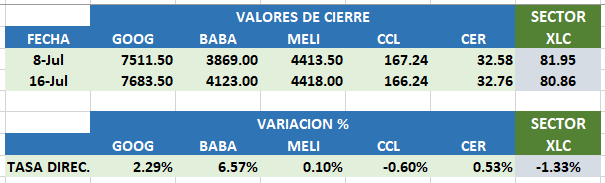 VALORES DE CIERRE SECTOR
FECHA GOOG BABA MELI CCL CER XLC
8-Jul 7511.50 3869.00 4413.50 167.24 32.58 81.95
16-Jul 7683.50 4123.00 4418.00 166.24 32.76 80.86
VARIACION % SECTOR
GOOG BABA MELI CCL CER XLC
TASA DIREC. 2.29% 6.57% 0.10% -0.60% 0.53% -1.33%